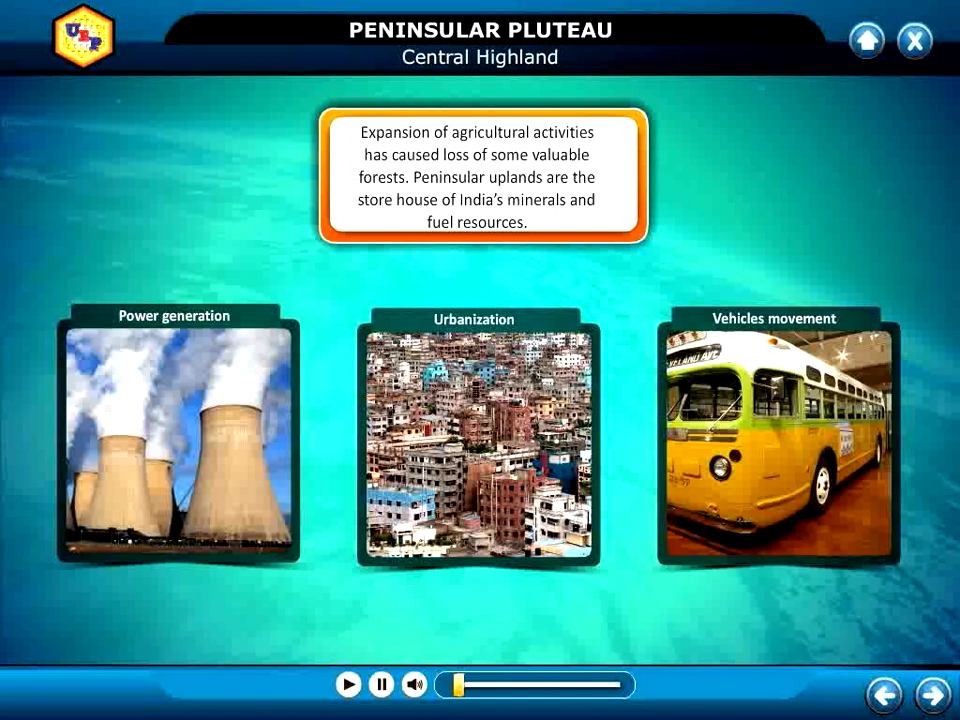 UEP
PENINSULAR PLUTEAU
Central Highland
Expansion of agricultural activities
has caused loss of some valuable
forests. Peninsular uplands are the
store house of India's minerals and
fuel resources.
Power generation
Urbanization
Vehicles movement